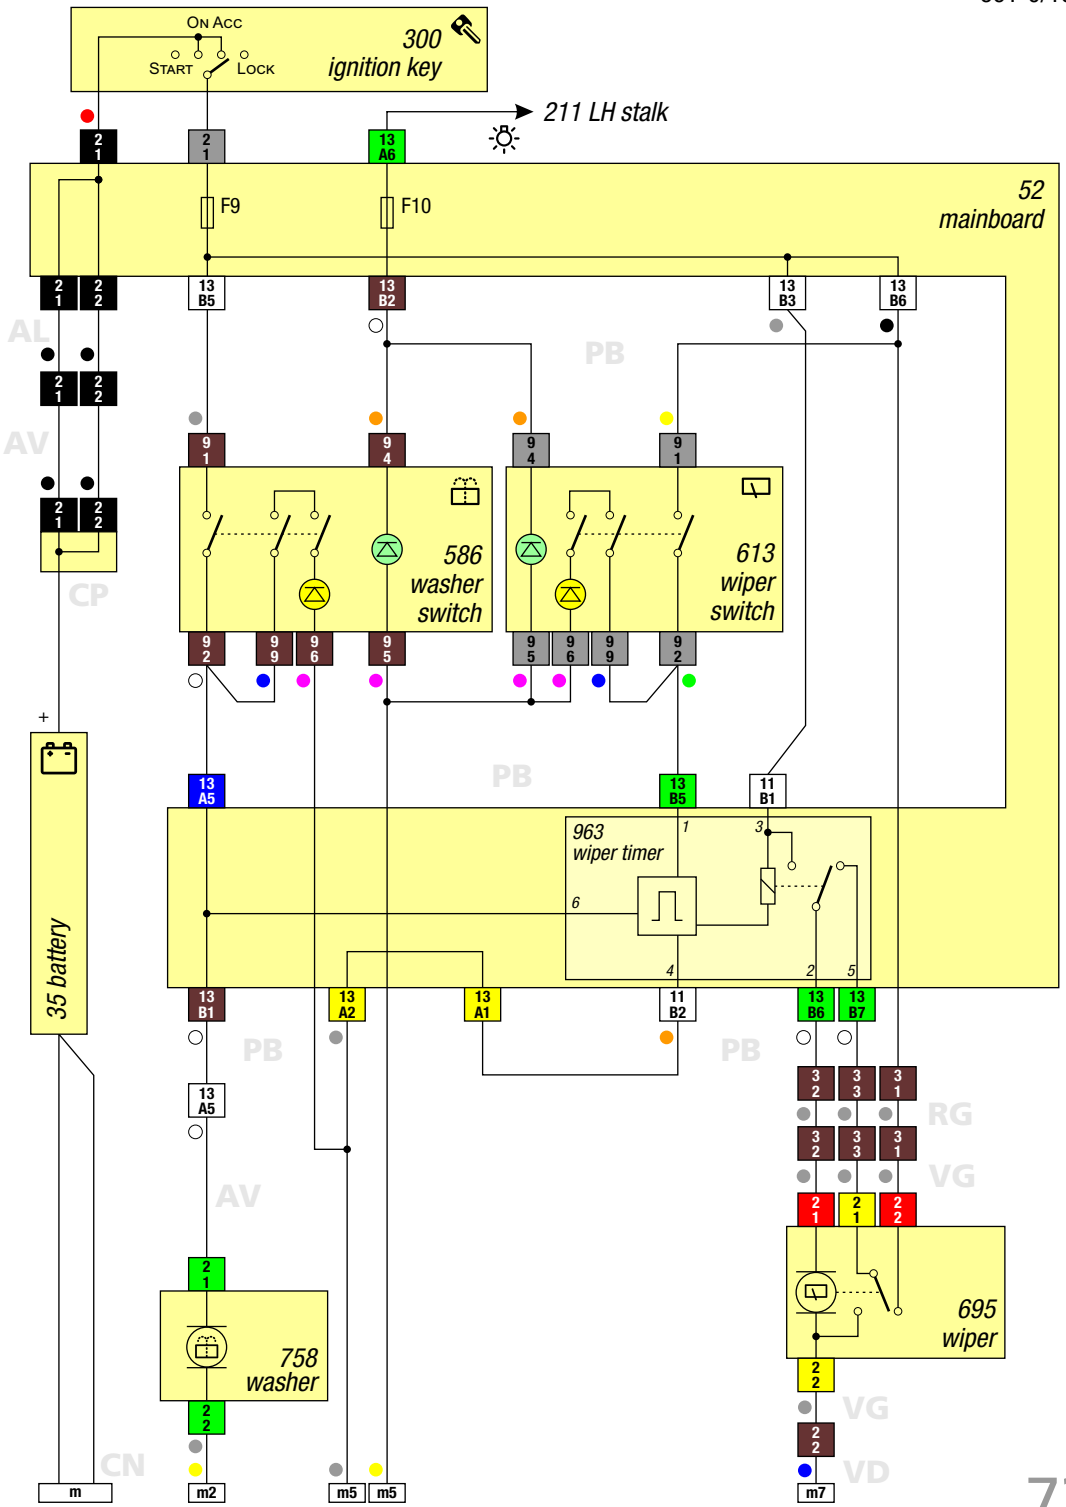 ON ACC
START
LOCK
300
ignition key
211 LH stalk
2
1
2
1
13
A6
F9
F10
52
mainboard
2
1
2
2
13
B5
13
B2
13
B3
13
B6
AL
PB
2
1
2
2
AV
9
1
9
4
9
4
9
1
2
1
2
2
586
washer
switch
613
wiper
switch
CP
9
2
9
9
9
6
9
5
9
5
9
6
9
9
9
2
+
PB
13
A5
13
B5
11
B1
963
wiper timer
1
3
6
4
2
5
35 battery
13
B1
13
A2
13
A1
11
B2
13
B6
13
B7
PB
PB
13
A5
3
2
3
3
3
1
RG
3
2
3
3
3
1
VG
AV
2
1
2
1
2
2
2
1
695
wiper
758
washer
2
2
2
2
VG
CN
2
2
VD
m
m2
m5
m5
m7